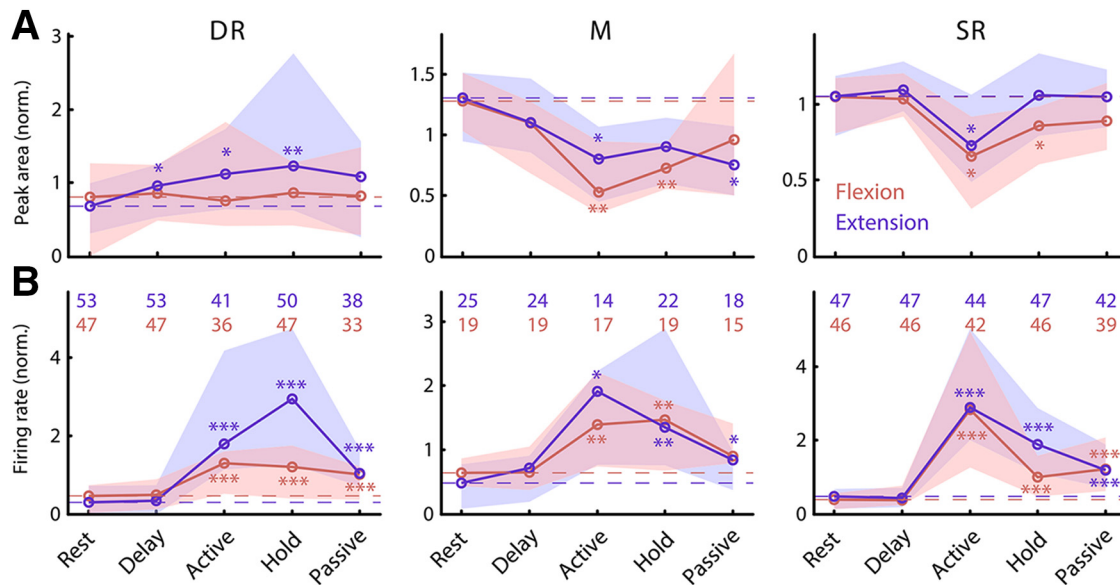 A
DR
M
SR
Peak area (norm.)
3
2
1
0
*
*
**
1.5
1
0.5
0
*
**
**
*
1
0.5
0
*
*
*
Flexion
Extension
B
Firing rate (norm.)
53 53 41 50 38
47 47 36 47 33
4
2
0
*** *** ***
*** *** ***
25 24 14 22 18
19 19 17 19 15
3
2
1
0
* ** *
** **
47 47 44 47 42
46 46 42 46 39
4
2
0
*** *** ***
*** *** ***
Rest Delay Active Hold Passive
Rest Delay Active Hold Passive
Rest Delay Active Hold Passive